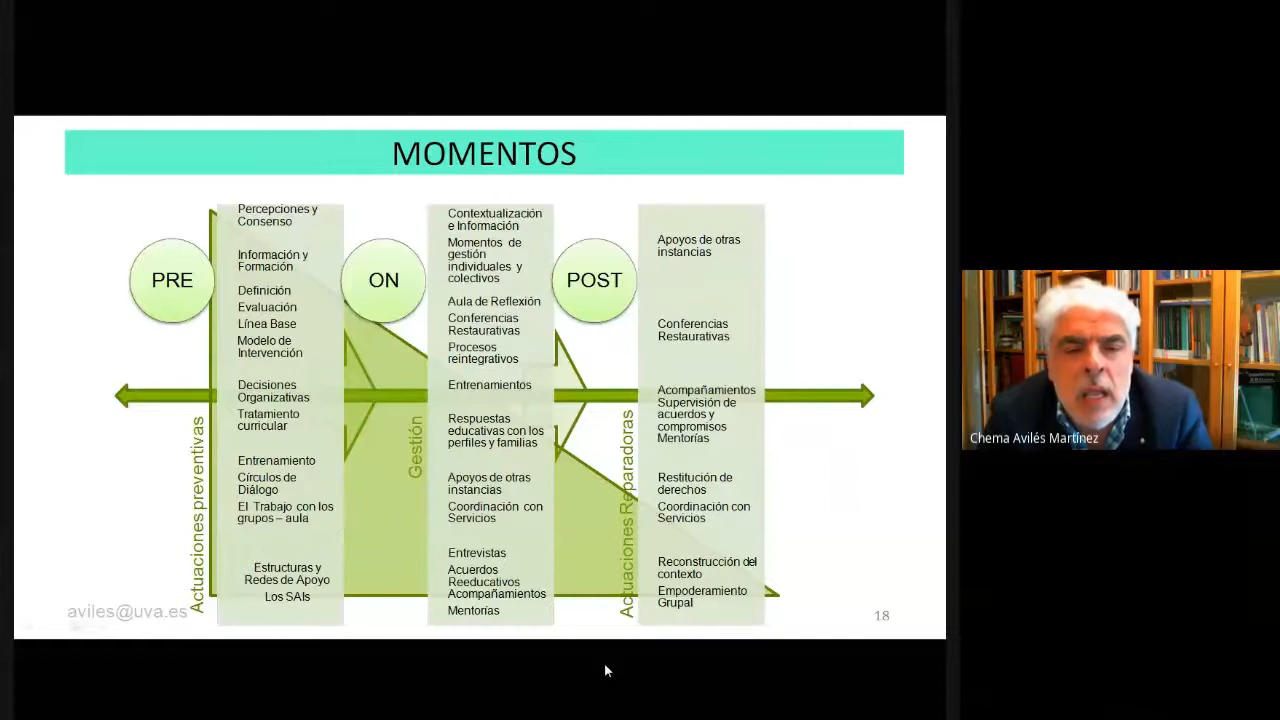 MOMENTOS
PRE
Actuaciones preventivas
Percepciones y
Consenso
Información y
Formación
Definición
Evaluación
Línea Base
Modelo de
Intervención
Decisiones
Organizativas
Tratamiento
curricular
Entrenamiento
Círculos de
Diálogo
El Trabajo con los
grupos – aula
Estructuras y
Redes de Apoyo
Los SAIs
ON
Gestión
Contextualización
e Información
Momentos de
gestión
individuales y
colectivos
Aula de Reflexión
Conferencias
Restaurativas
Procesos
reintegrativos
Entrenamientos
Respuestas
educativas con los
perfiles y familias
Apoyos de otras
instancias
Coordinación con
Servicios
Entrevistas
Acuerdos
Reeducativos
Acompañamientos
Mentorías
POST
Actuaciones Reparadoras
Apoyos de otras
instancias
Conferencias
Restaurativas
Acompañamientos
Supervisión de
acuerdos y
compromisos
Mentorías
Restitución de
derechos
Coordinación con
Servicios
Reconstrucción del
contexto
Empoderamiento
Grupal
aviles@uva.es
18
Chema Avilés Martínez